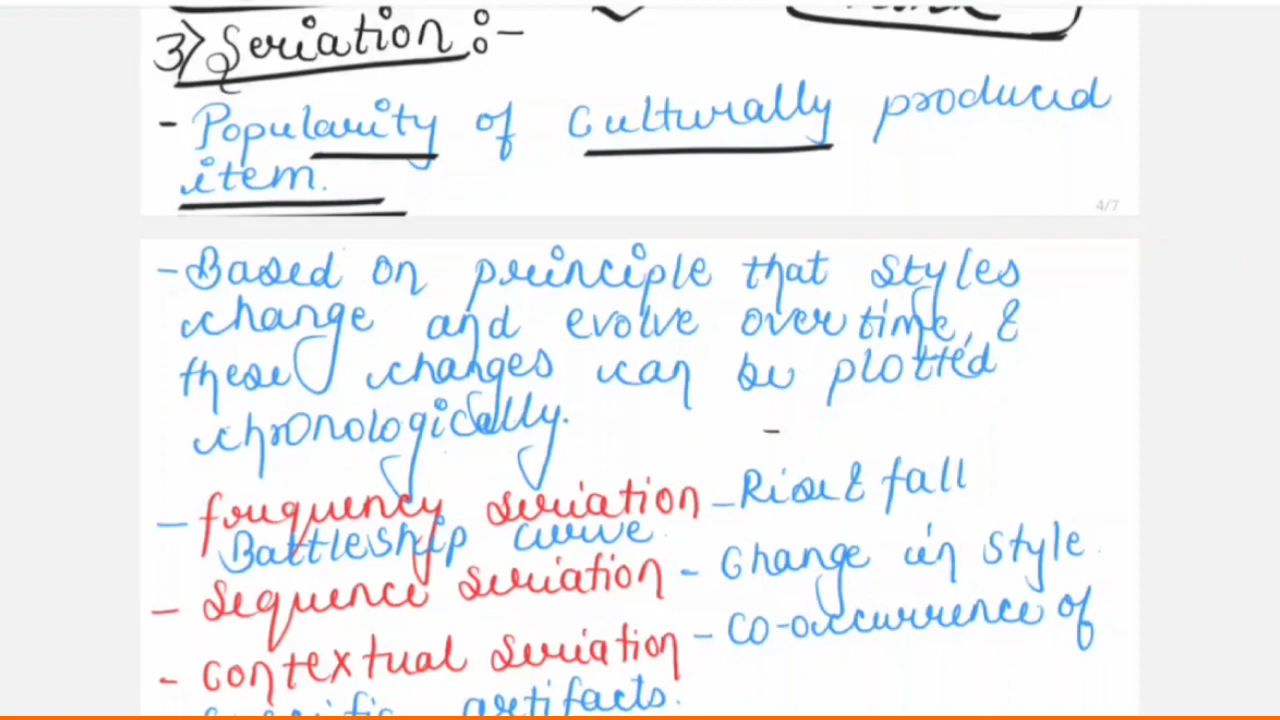 3) Seriation :-
- Popularity of culturally produced
item.
4/7
- Based on principle that styles
change and evolve over time, &
these changes can be plotted
chronologically.
- frequency seriation - Rise & fall
Battleship curve
- Sequence seriation - Change in style
- Contextual seriation - Co-occurrence of
specific artifacts.